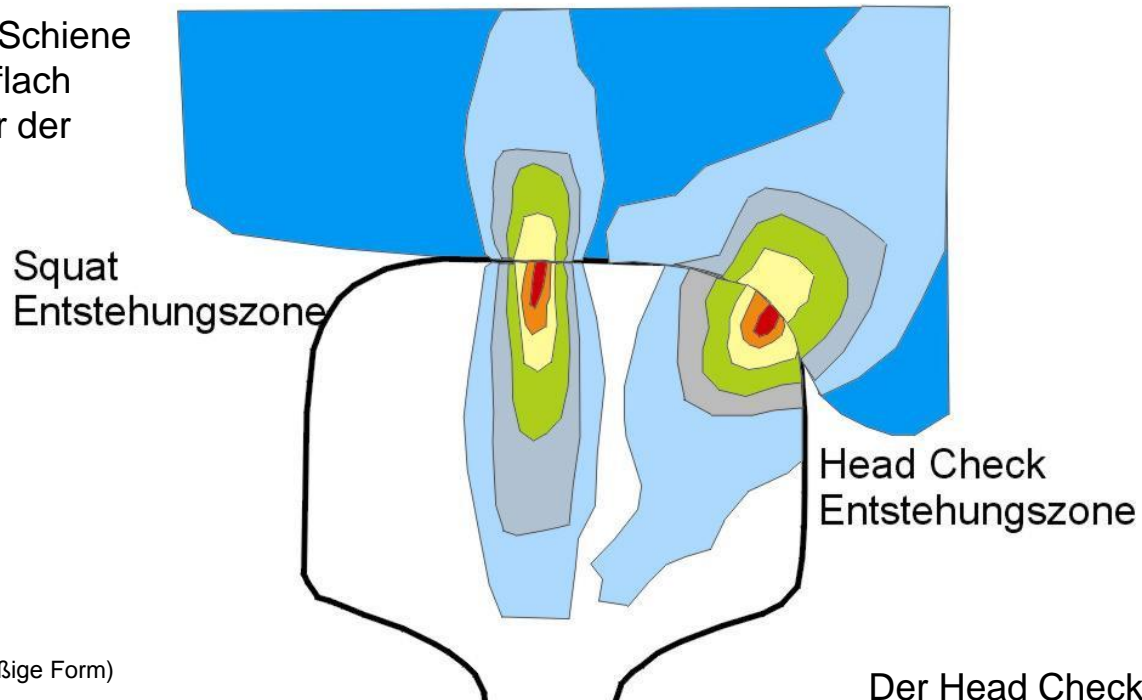 Schiene
flach
r der
Squat
Entstehungszone
Head Check
Entstehungszone
ßige Form)
Der Head Check